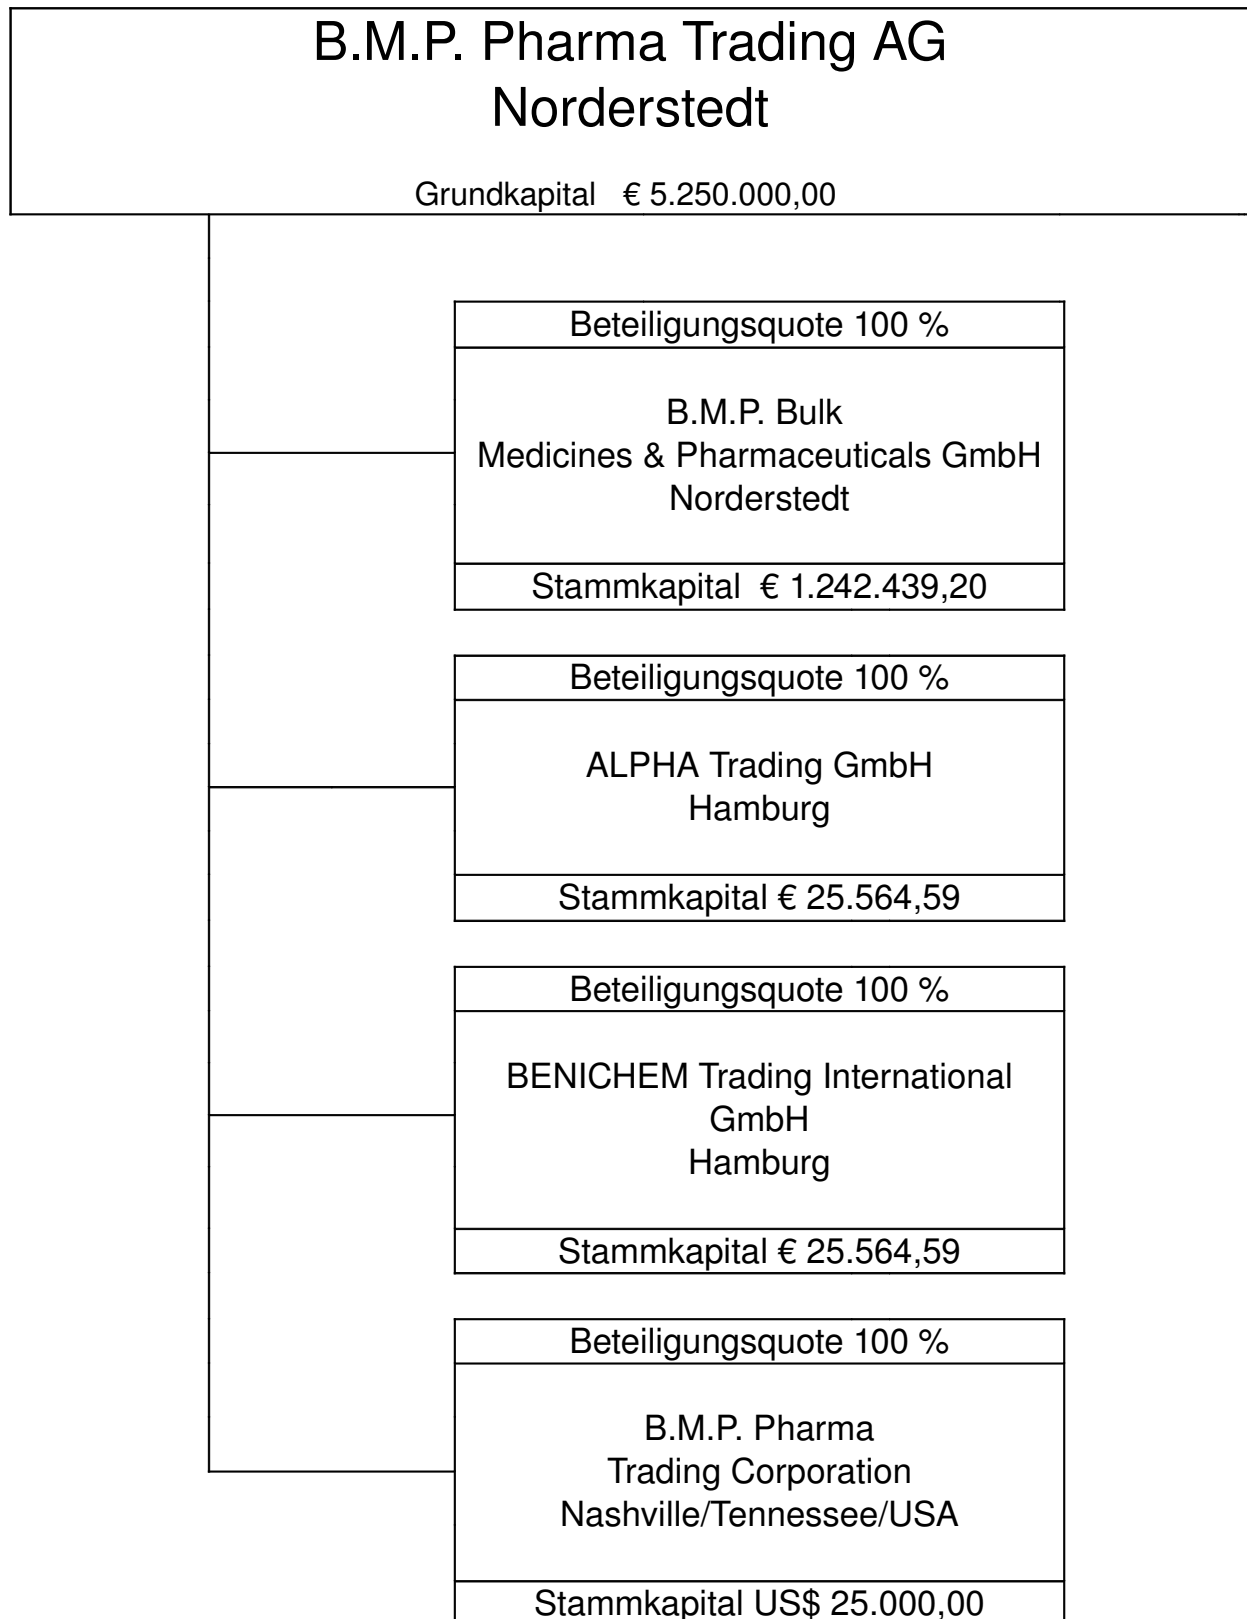 B.M.P. Pharma Trading AG
Norderstedt
Grundkapital € 5.250.000,00
Beteiligungsquote 100 %
B.M.P. Bulk
Medicines & Pharmaceuticals GmbH
Norderstedt
Stammkapital € 1.242.439,20
Beteiligungsquote 100 %
ALPHA Trading GmbH
Hamburg
Stammkapital € 25.564,59
Beteiligungsquote 100 %
BENICHEM Trading International
GmbH
Hamburg
Stammkapital € 25.564,59
Beteiligungsquote 100 %
B.M.P. Pharma
Trading Corporation
Nashville/Tennessee/USA
Stammkapital US$ 25.000,00